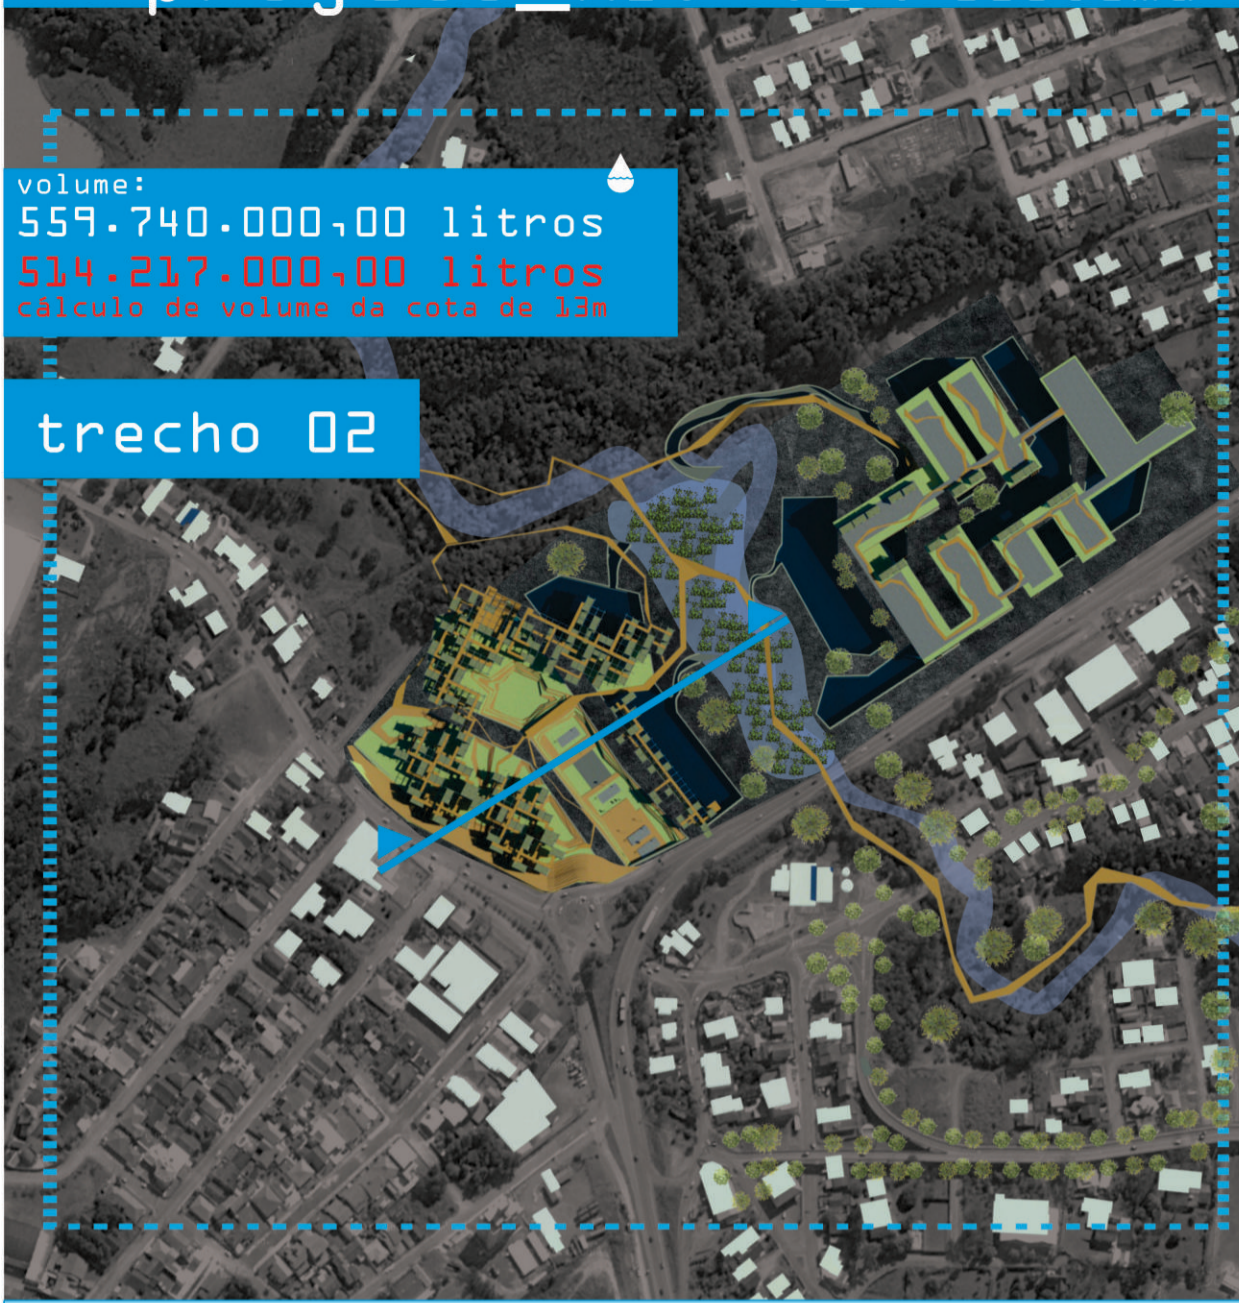 volume:
559.740.000,00 litros
514.217.000,00 litros
cálculo de volume da cota de 13m
trecho 02